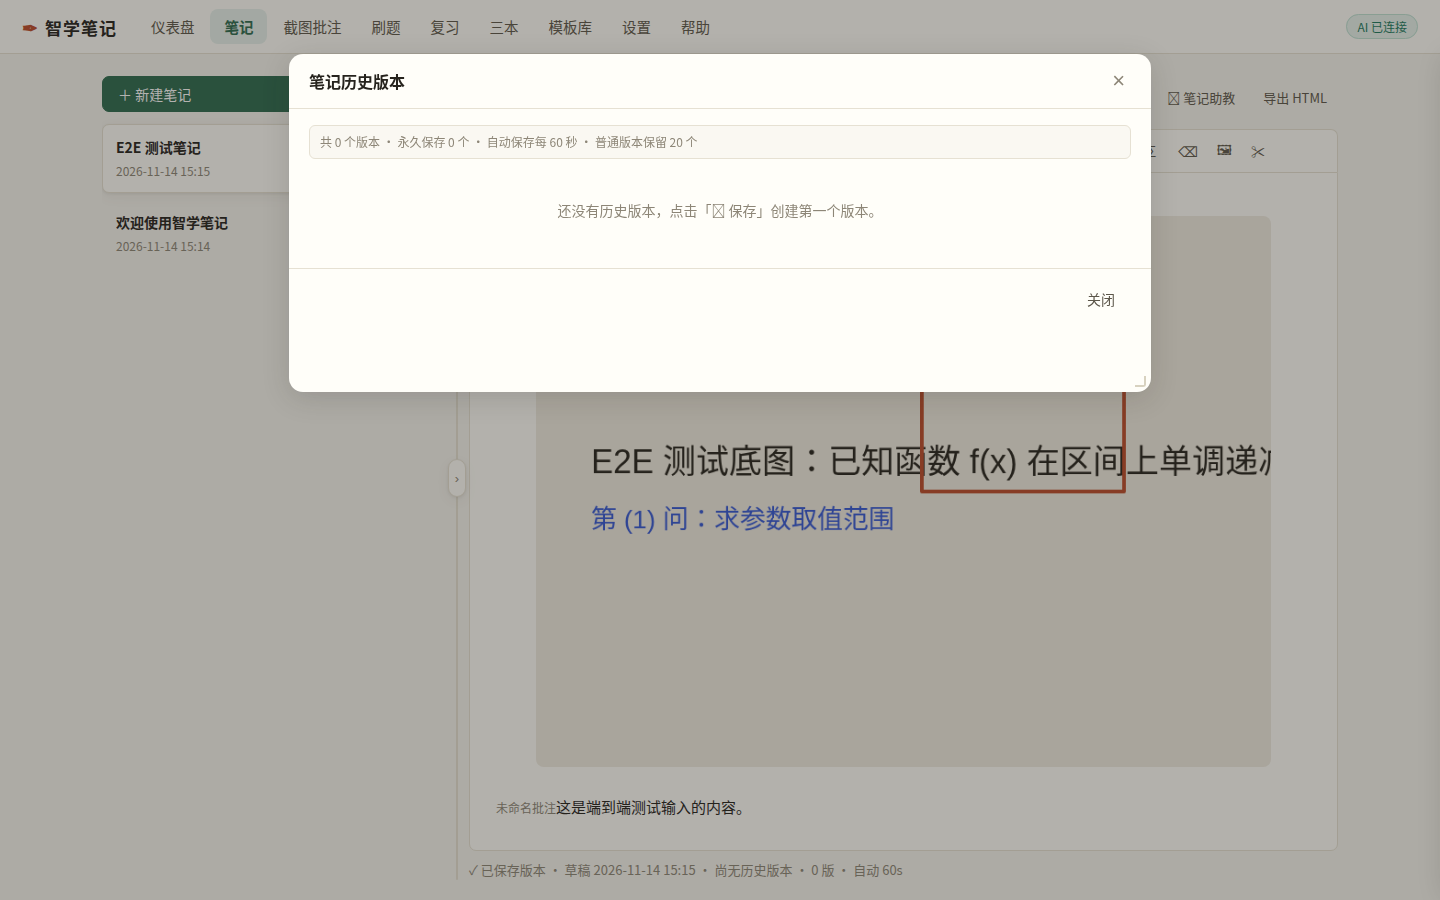 智学笔记
仪表盘 笔记 截图批注 刷题 复习 三本 模板库 设置 帮助
AI 已连接
+ 新建笔记
E2E 测试笔记
2026-11-14 15:15
欢迎使用智学笔记
2026-11-14 15:14
笔记助教 导出 HTML
笔记历史版本 ×
共 0 个版本 · 永久保存 0 个 · 自动保存每 60 秒 · 普通版本保留 20 个
还没有历史版本，点击「 保存」创建第一个版本。
关闭
E2E 测试底图：已知函数 f(x) 在区间上单调递
第 (1) 问：求参数取值范围
未命名批注这是端到端测试输入的内容。
✓已保存版本 · 草稿 2026-11-14 15:15 · 尚无历史版本 · 0 版 · 自动 60s